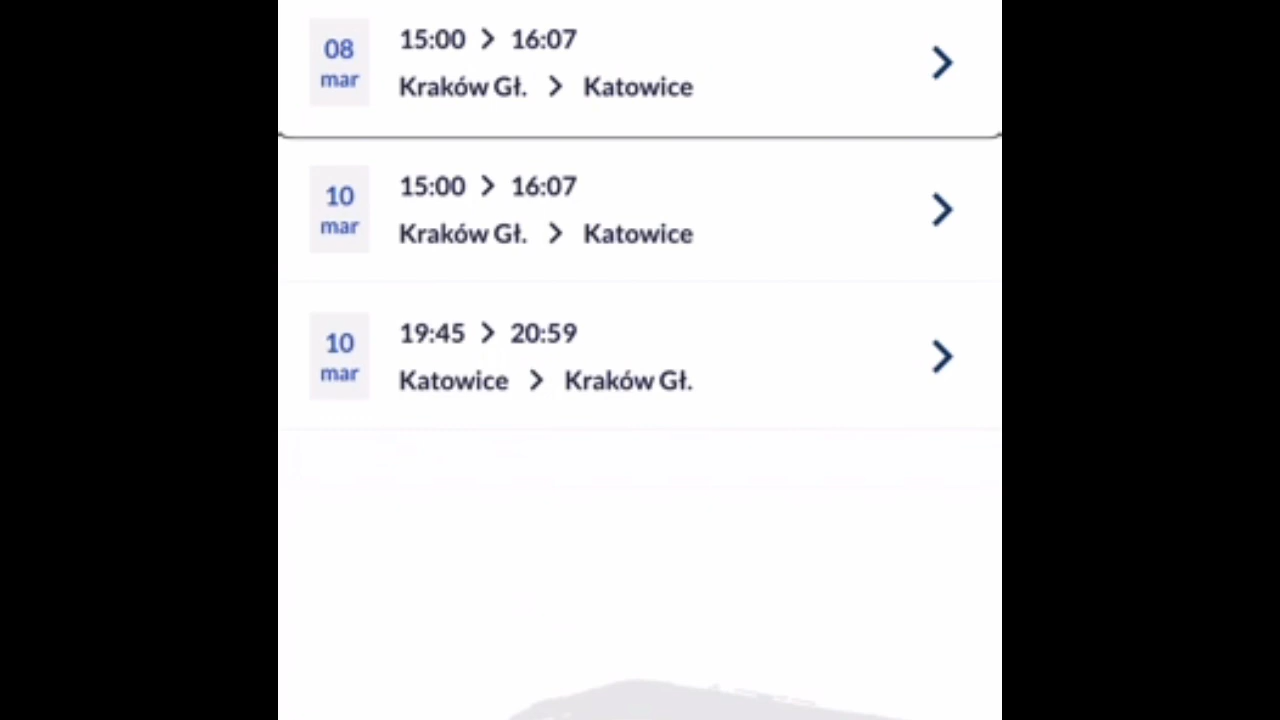 08
mar
15:00 > 16:07
Kraków Gł. > Katowice
10
mar
15:00 > 16:07
Kraków Gł. > Katowice
10
mar
19:45 > 20:59
Katowice > Kraków Gł.